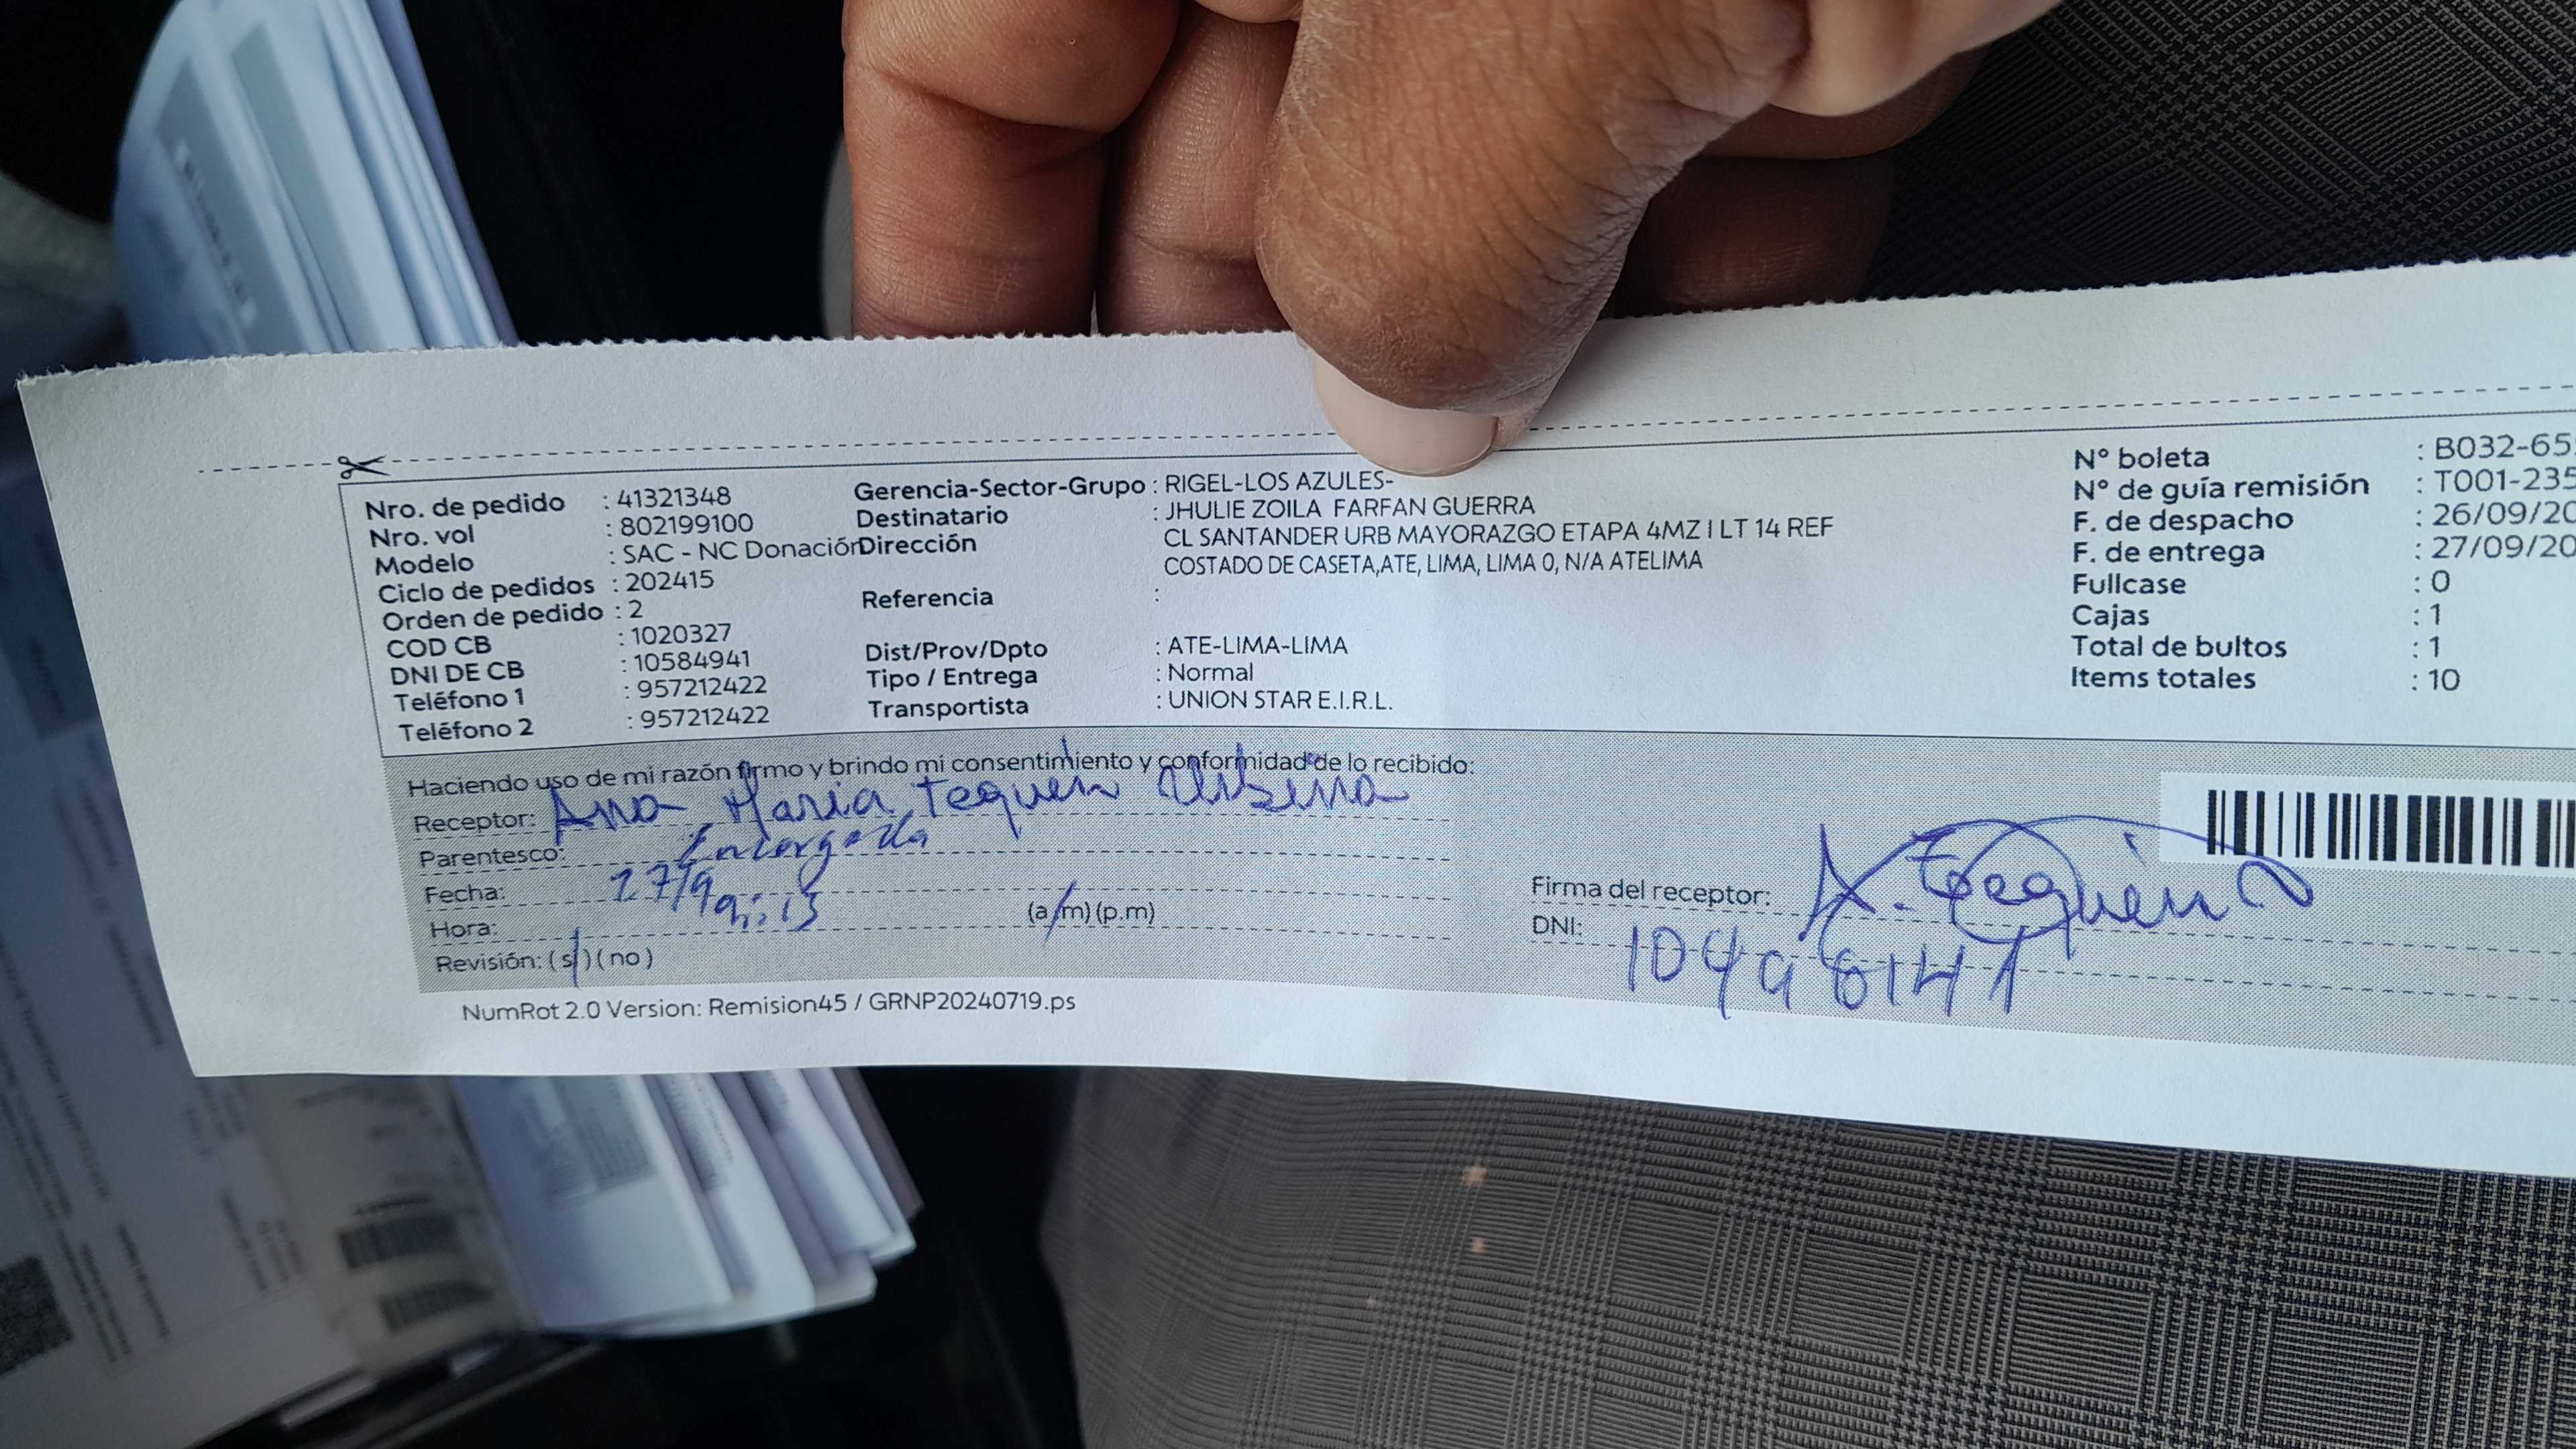 Nro. de pedido : 41321348
Nro. vol : 802199100
Modelo : SAC - NC Donación
Ciclo de pedidos : 202415
Orden de pedido : 2
COD CB : 1020327
DNI DE CB : 10584941
Teléfono 1 : 957212422
Teléfono 2 : 957212422
Gerencia-Sector-Grupo : RIGEL-LOS AZULES-
Destinatario : JHULIE ZOILA FARFAN GUERRA
Dirección CL SANTANDER URB MAYORAZGO ETAPA 4MZ I LT 14 REF
COSTADO DE CASETA,ATE, LIMA, LIMA 0, N/A ATELIMA
Referencia :
Dist/Prov/Dpto : ATE-LIMA-LIMA
Tipo / Entrega : Normal
Transportista : UNION STAR E.I.R.L.
N° boleta : B032-65
N° de guía remisión : T001-235
F. de despacho : 26/09/20
F. de entrega : 27/09/20
Fullcase : 0
Cajas : 1
Total de bultos : 1
Items totales : 10
Haciendo uso de mi razón firmo y brindo mi consentimiento y conformidad de lo recibido:
Receptor: Ana Maria Tequen
Parentesco: Encargada
Fecha: 27/9
Hora: 9:15 (a/m) (p.m)
Revisión: (si) (no)
Firma del receptor: A. Tequen
DNI: 10498141
NumRot 2.0 Version: Remision45 / GRNP20240719.ps